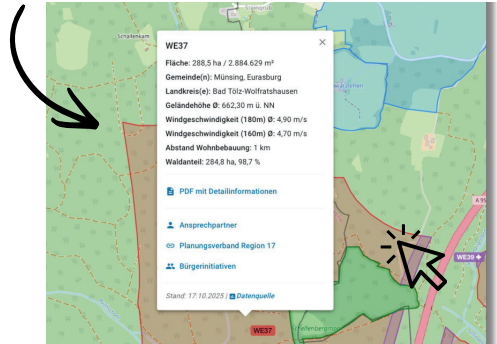 Schallenkam
WE37
Fläche: 288,5 ha / 2.884.629 m²
Gemeinde(n): Münsing, Eurasburg
Landkreis(e): Bad Tölz-Wolfratshausen
Geländehöhe Ø: 662,30 m ü. NN
Windgeschwindigkeit (180m) Ø: 4,90 m/s
Windgeschwindigkeit (160m) Ø: 4,70 m/s
Abstand Wohnbebauung: 1 km
Waldanteil: 284,8 ha, 98,7 %
PDF mit Detailinformationen
Ansprechpartner
Planungsverband Region 17
Bürgerinitiativen
Stand: 17.10.2025 | Datenquelle
A 95
WE39
WE37